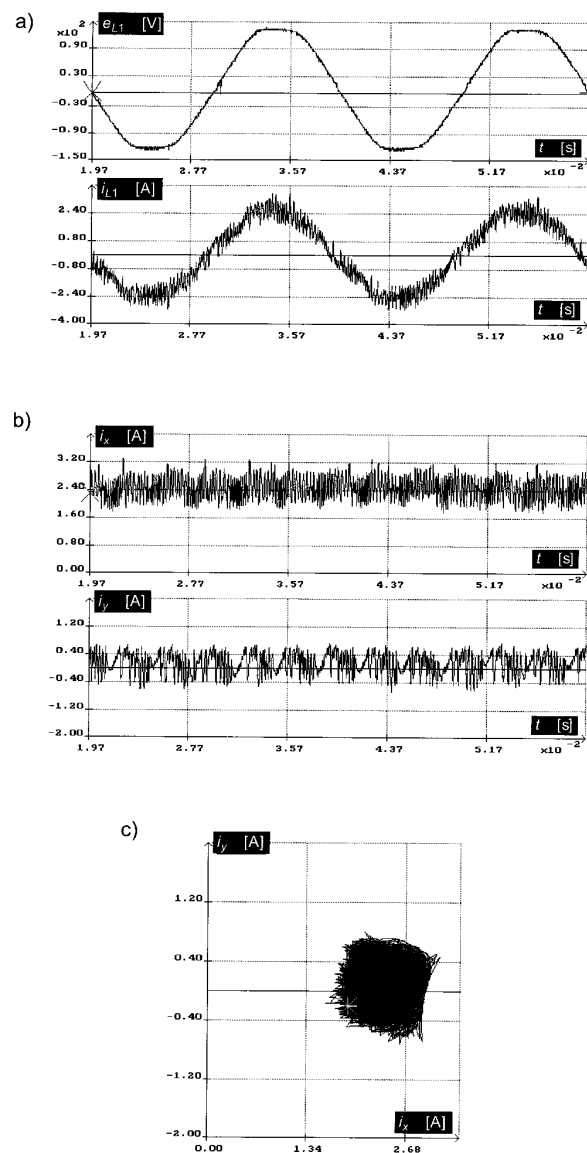 a)
2
x10
e_L1 [V]
0.90
0.30
-0.30
-0.90
-1.50
t [s]
1.97 2.77 3.57 4.37 5.17 x10 -2
i_L1 [A]
2.40
0.80
-0.80
-2.40
-4.00
t [s]
1.97 2.77 3.57 4.37 5.17 x10 -2
b)
i_x [A]
3.20
2.40
1.60
0.80
0.00
t [s]
1.97 2.77 3.57 4.37 5.17 x10 -2
i_y [A]
1.20
0.40
-0.40
-1.20
-2.00
t [s]
1.97 2.77 3.57 4.37 5.17 x10 -2
c)
i_y [A]
1.20
0.40
-0.40
-1.20
-2.00
i_x [A]
0.00 1.34 2.68